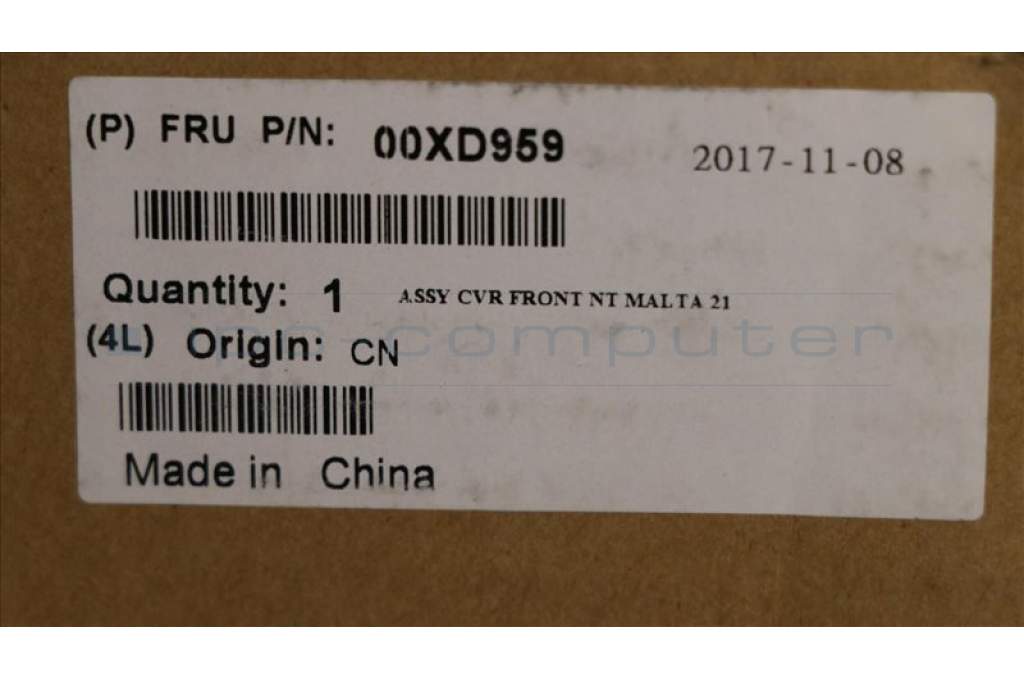 (P) FRU P/N: 00XD959 2017-11-08
Quantity: 1 ASSY CVR FRONT NT MALTA 21
computer
(4L) Origin: CN
Made in China